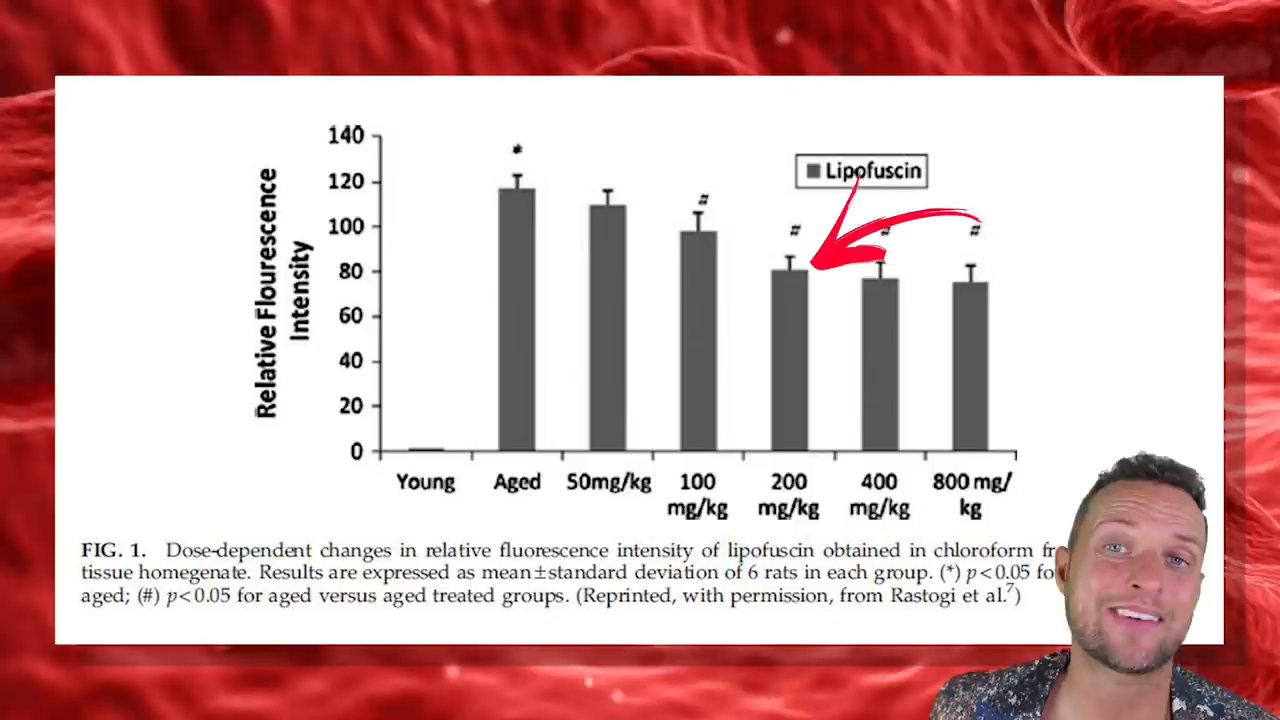 140
120
100
80
60
40
20
0
Relative Flourescence
Intensity
*
#
#
#
#
Lipofuscin
Young Aged 50mg/kg 100 200 400 800 mg/
mg/kg mg/kg mg/kg kg
FIG. 1. Dose-dependent changes in relative fluorescence intensity of lipofuscin obtained in chloroform
tissue homegenate. Results are expressed as mean±standard deviation of 6 rats in each group. (*) p<0.05
aged; (#) p<0.05 for aged versus aged treated groups. (Reprinted, with permission, from Rastogi et al.7)